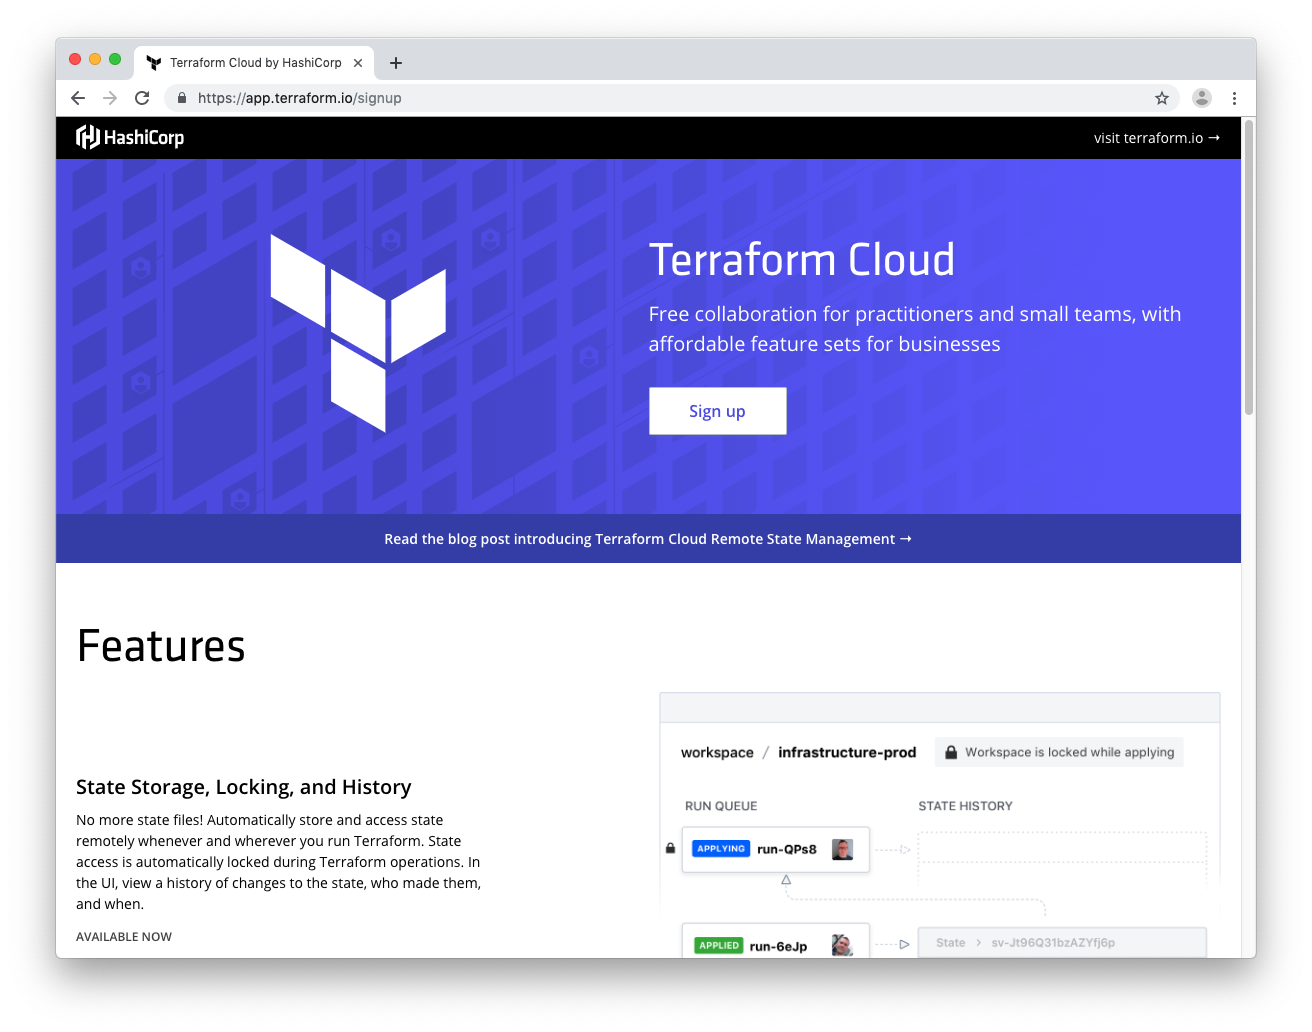 Terraform Cloud by HashiCorp
https://app.terraform.io/signup
HashiCorp
visit terraform.io →
Terraform Cloud
Free collaboration for practitioners and small teams, with
affordable feature sets for businesses
Sign up
Read the blog post introducing Terraform Cloud Remote State Management →
Features
State Storage, Locking, and History
No more state files! Automatically store and access state
remotely whenever and wherever you run Terraform. State
access is automatically locked during Terraform operations. In
the UI, view a history of changes to the state, who made them,
and when.
AVAILABLE NOW
workspace / infrastructure-prod
Workspace is locked while applying
RUN QUEUE
STATE HISTORY
APPLYING run-QPs8
APPLIED run-6eJp
State > sv-Jt96Q31bzAZYfj6p